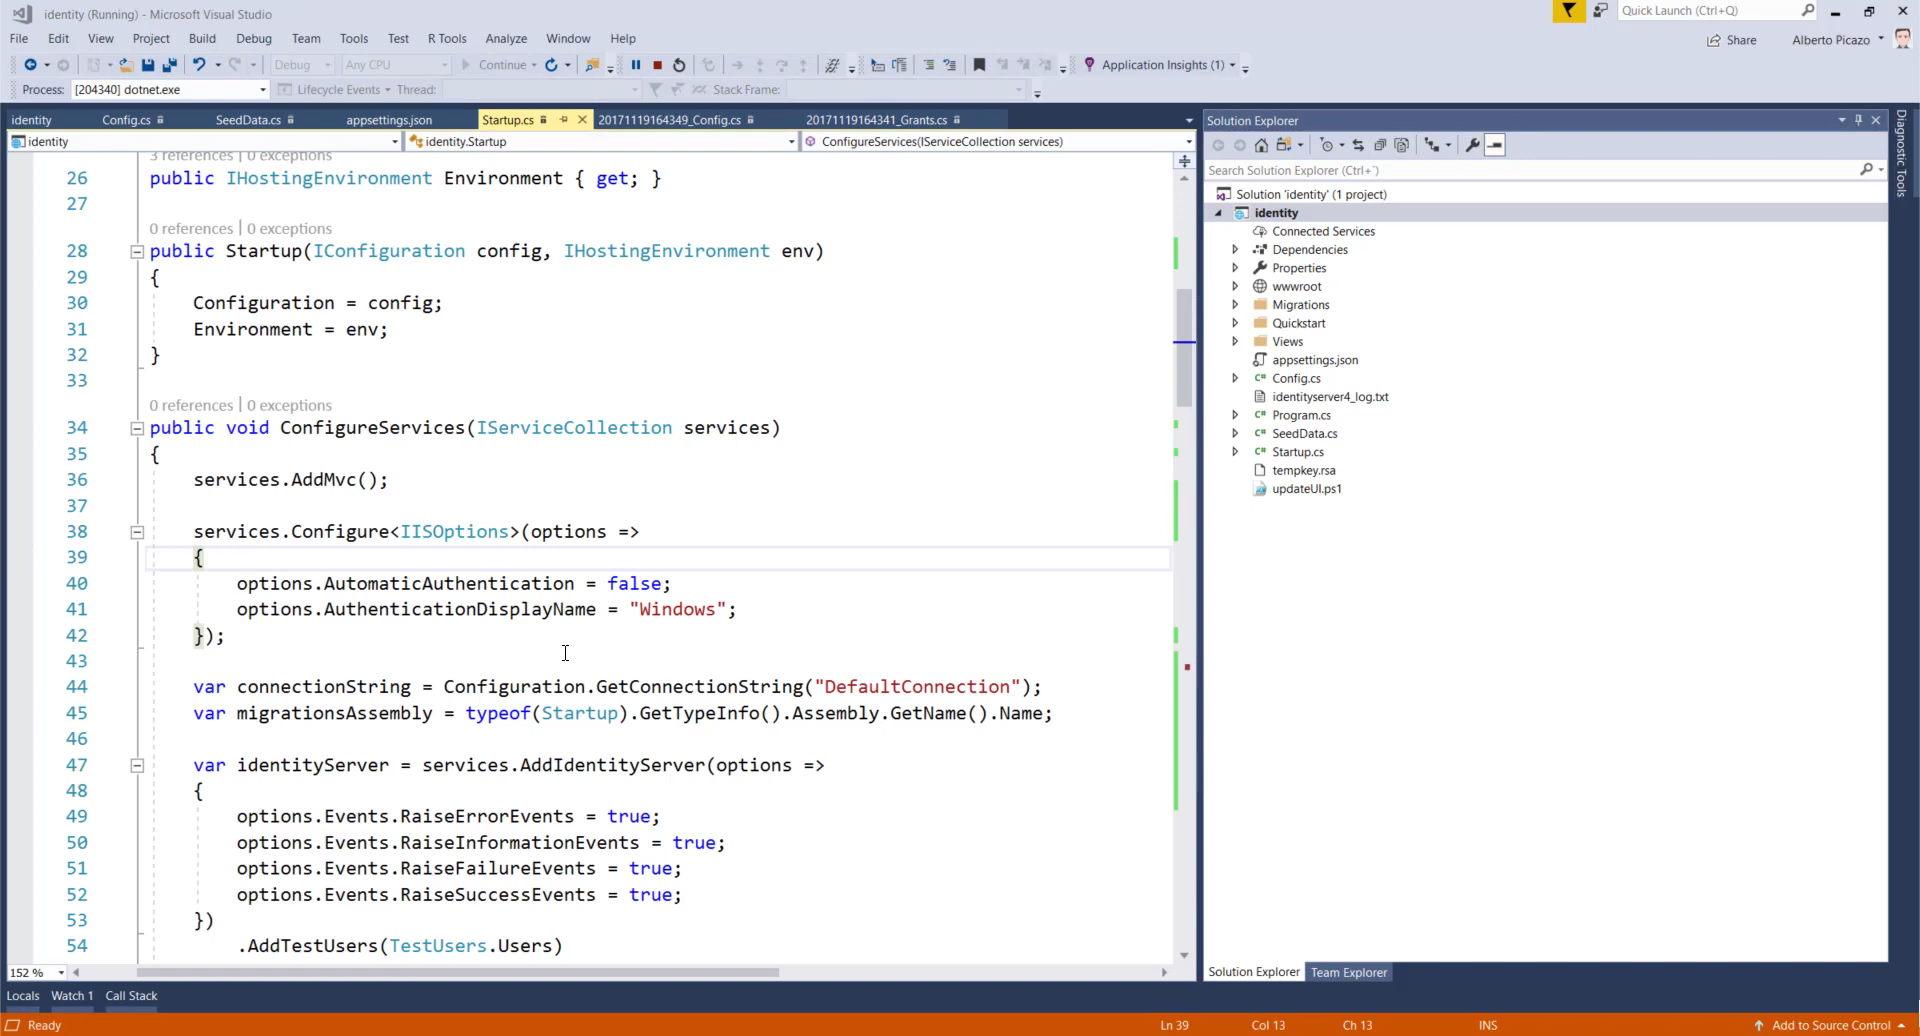 identity (Running) - Microsoft Visual Studio
Quick Launch (Ctrl+Q)
File Edit View Project Build Debug Team Tools Test R Tools Analyze Window Help
Share Alberto Picazo
Debug Any CPU Continue Application Insights (1)
Process: [204340] dotnet.exe Lifecycle Events Thread: Stack Frame:
identity Config.cs SeedData.cs appsettings.json Startup.cs 20171119164349_Config.cs 20171119164341_Grants.cs
identity identity.Startup ConfigureServices(IServiceCollection services)
3 references | 0 exceptions
26 public IHostingEnvironment Environment { get; }
27
0 references | 0 exceptions
28 public Startup(IConfiguration config, IHostingEnvironment env)
29 {
30 Configuration = config;
31 Environment = env;
32 }
33
0 references | 0 exceptions
34 public void ConfigureServices(IServiceCollection services)
35 {
36 services.AddMvc();
37
38 services.Configure<IISOptions>(options =>
39 {
40 options.AutomaticAuthentication = false;
41 options.AuthenticationDisplayName = "Windows";
42 });
43
44 var connectionString = Configuration.GetConnectionString("DefaultConnection");
45 var migrationsAssembly = typeof(Startup).GetTypeInfo().Assembly.GetName().Name;
46
47 var identityServer = services.AddIdentityServer(options =>
48 {
49 options.Events.RaiseErrorEvents = true;
50 options.Events.RaiseInformationEvents = true;
51 options.Events.RaiseFailureEvents = true;
52 options.Events.RaiseSuccessEvents = true;
53 })
54 .AddTestUsers(TestUsers.Users)
152 %
Solution Explorer
Search Solution Explorer (Ctrl+´)
Solution 'identity' (1 project)
identity
Connected Services
Dependencies
Properties
wwwroot
Migrations
Quickstart
Views
appsettings.json
C# Config.cs
identityserver4_log.txt
C# Program.cs
C# SeedData.cs
C# Startup.cs
tempkey.rsa
updateUI.ps1
Solution Explorer Team Explorer
Diagnostic Tools
Locals Watch 1 Call Stack
Ready Ln 39 Col 13 Ch 13 INS Add to Source Control